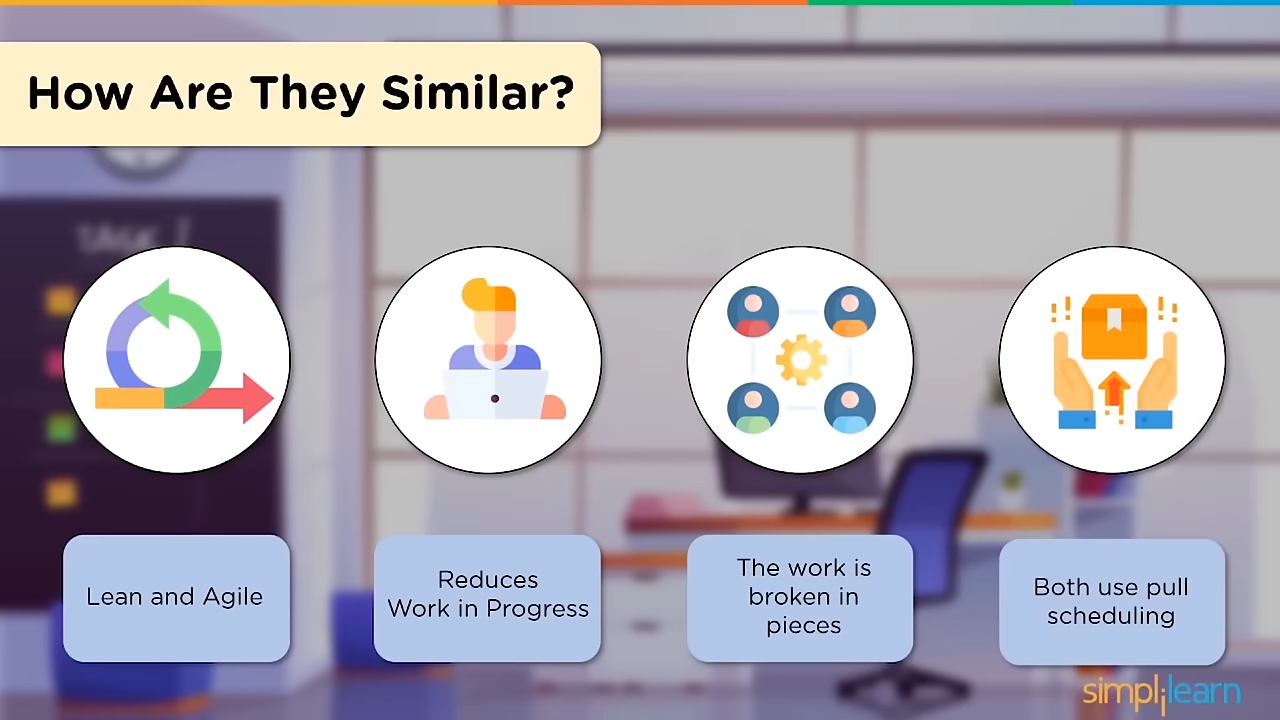 How Are They Similar?
TASK !
Lean and Agile
Reduces
Work in Progress
The work is
broken in
pieces
Both use pull
scheduling
simplilearn